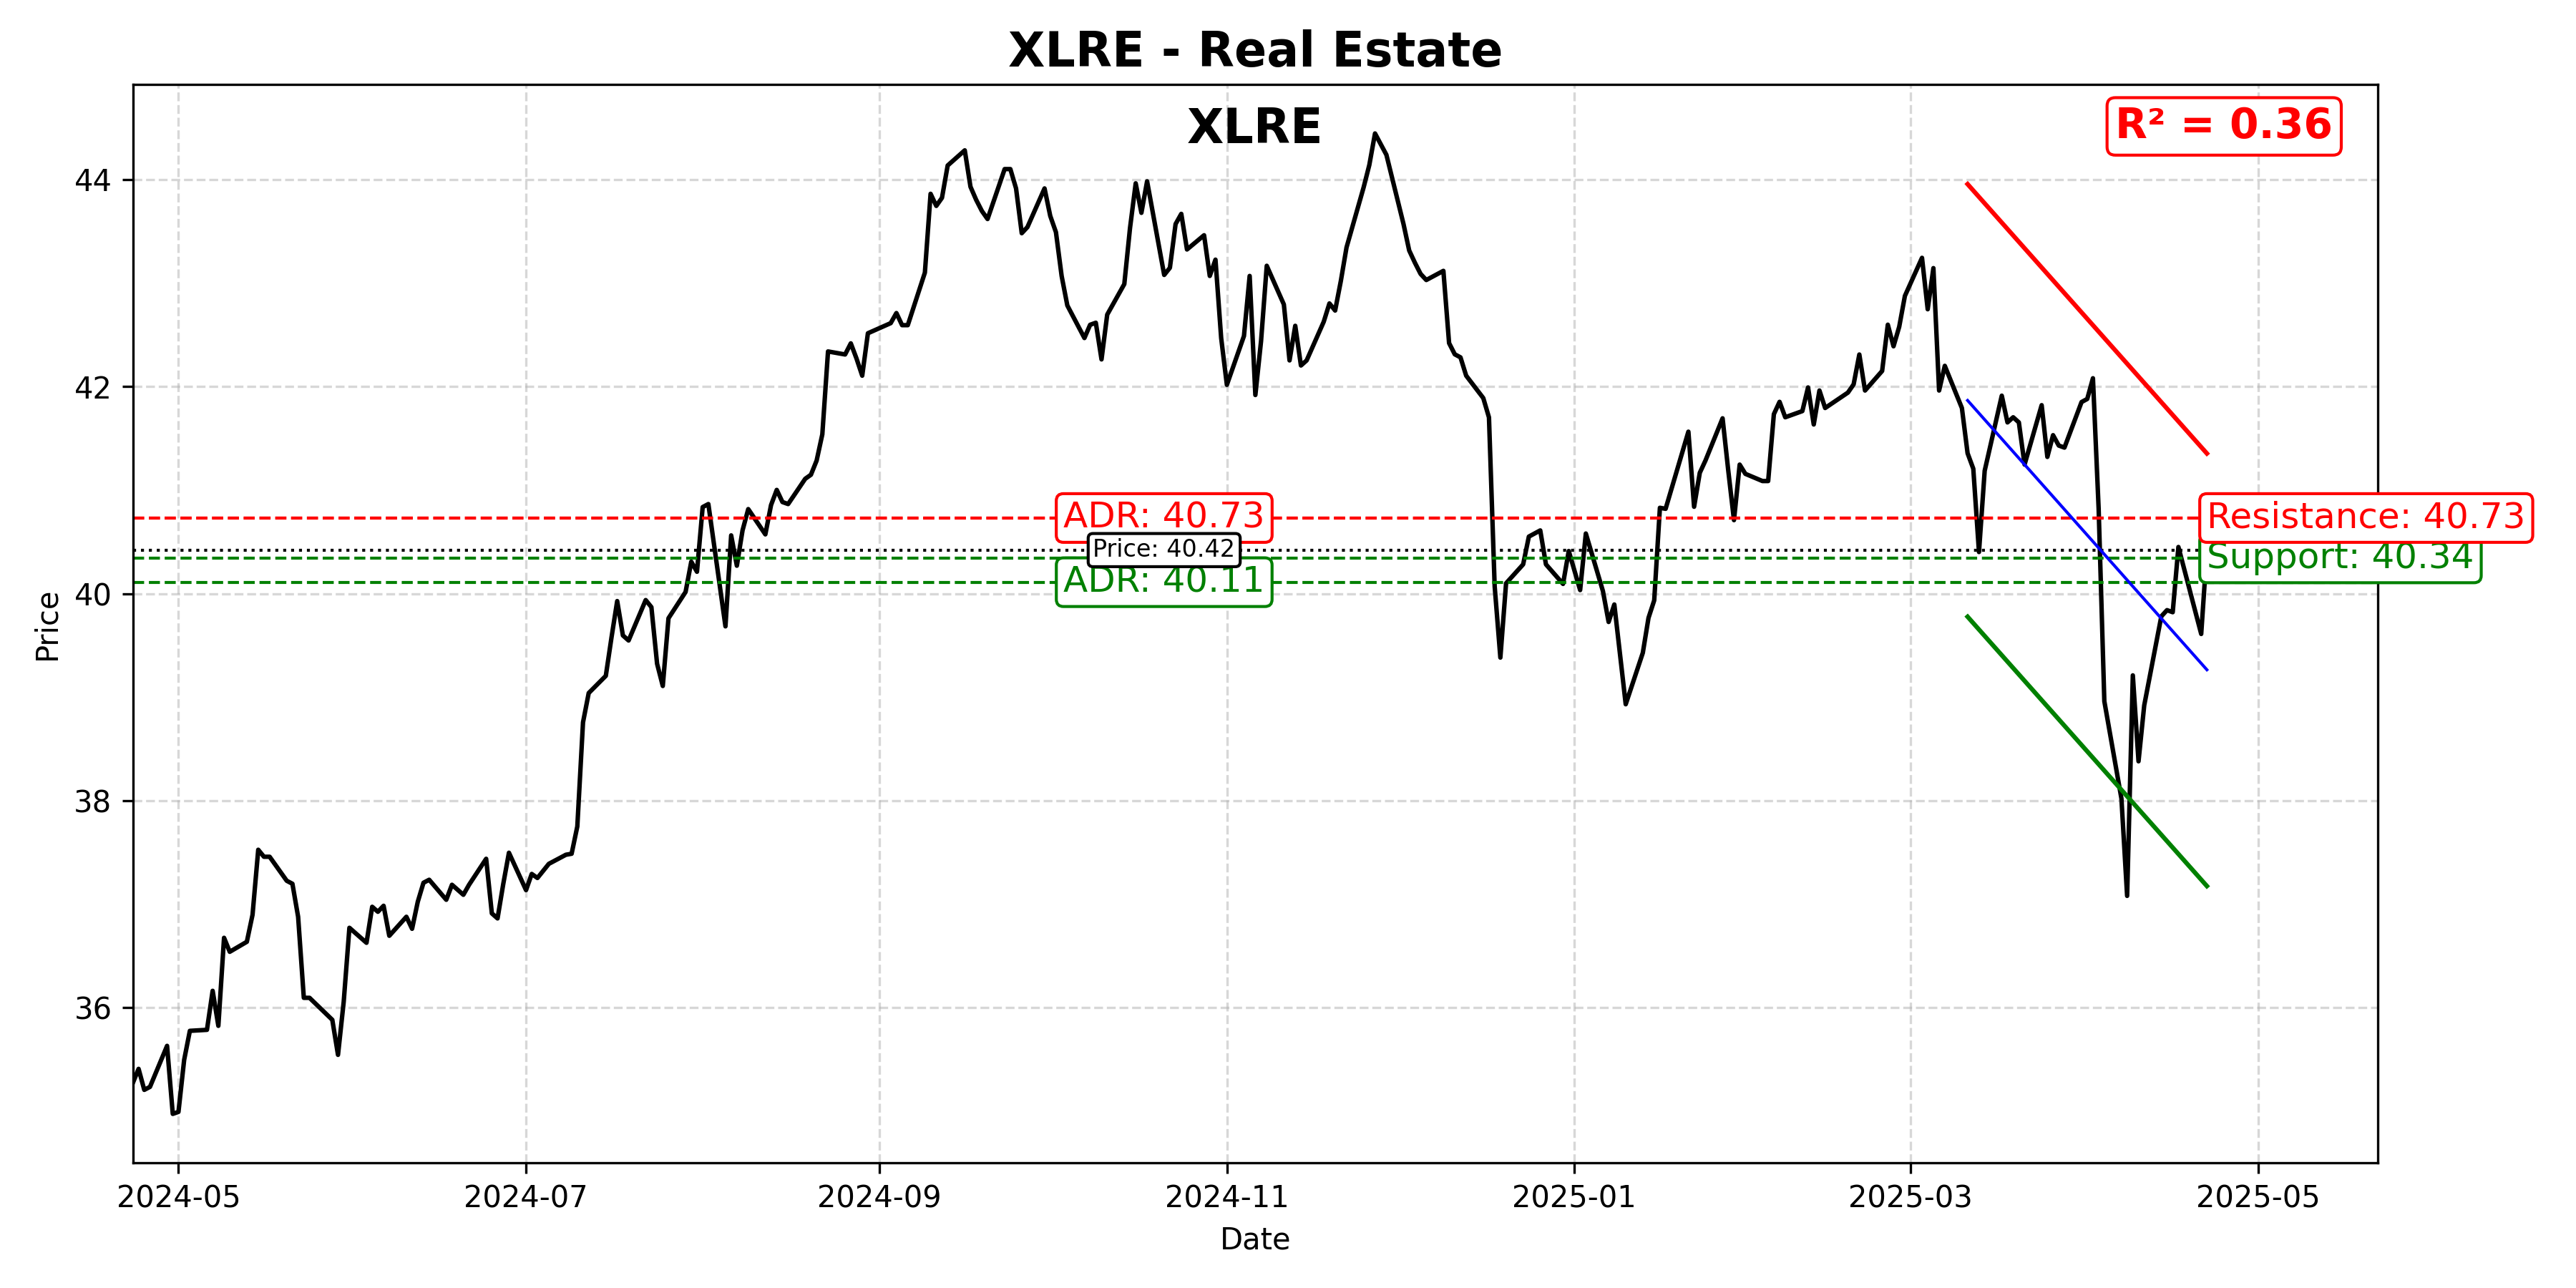 XLRE - Real Estate
XLRE
R² = 0.36
44
42
40
38
36
Price
ADR: 40.73
Price: 40.42
ADR: 40.11
Resistance: 40.73
Support: 40.34
2024-05
2024-07
2024-09
2024-11
2025-01
2025-03
2025-05
Date